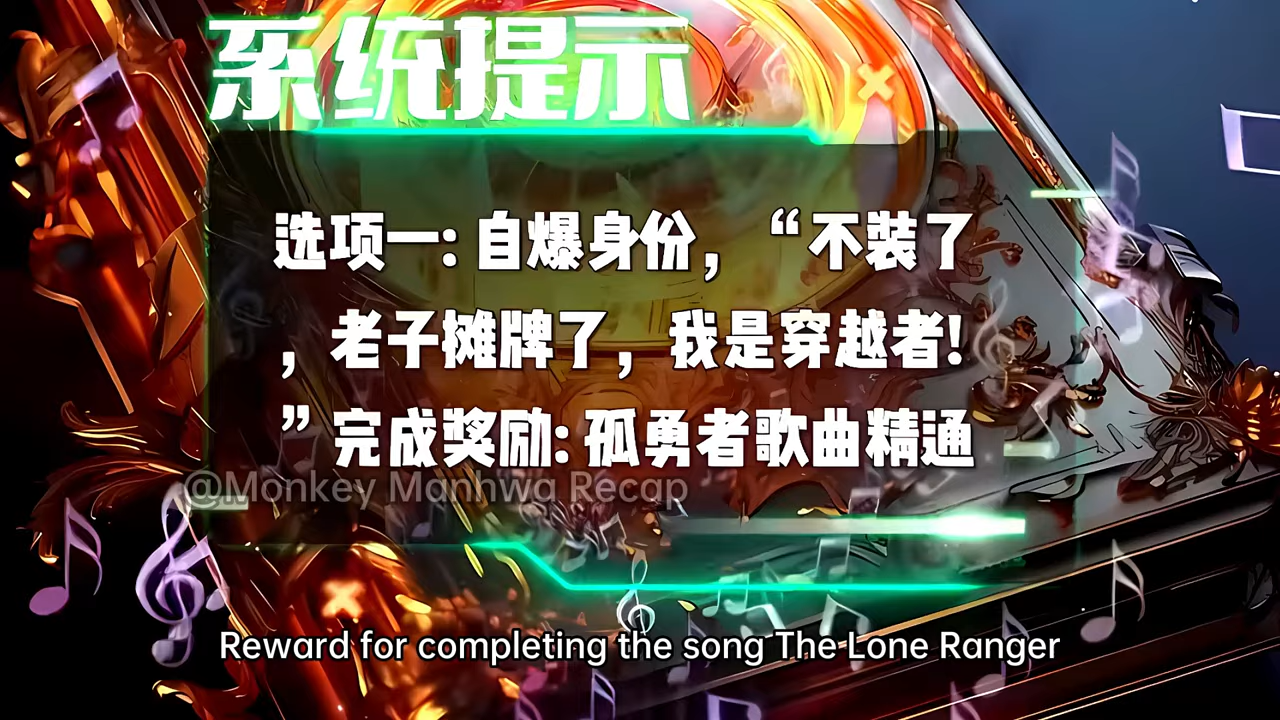 系统提示
选项一：自爆身份，“不装了
，老子摊牌了，我是穿越者!
”完成奖励：孤勇者歌曲精通
@Monkey Manhwa Recap
Reward for completing the song The Lone Ranger